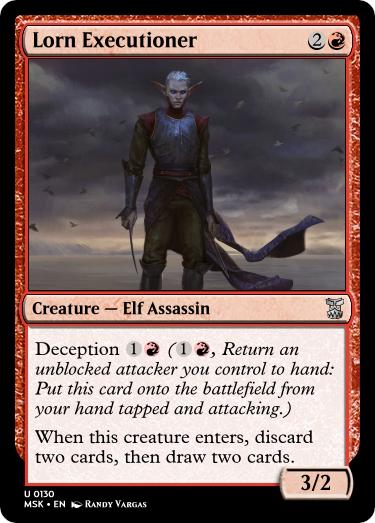 Lorn Executioner 2
Creature — Elf Assassin
Deception 1 (1, Return an
unblocked attacker you control to hand:
Put this card onto the battlefield from
your hand tapped and attacking.)
When this creature enters, discard
two cards, then draw two cards.
3/2
U 0130
MSK • EN Randy Vargas